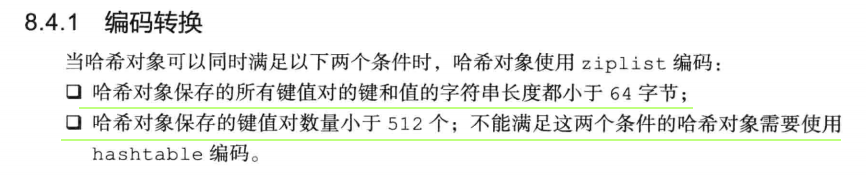 8.4.1 编码转换
当哈希对象可以同时满足以下两个条件时，哈希对象使用 ziplist 编码：
❑ 哈希对象保存的所有键值对的键和值的字符串长度都小于 64 字节；
❑ 哈希对象保存的键值对数量小于 512 个；不能满足这两个条件的哈希对象需要使用
hashtable 编码。